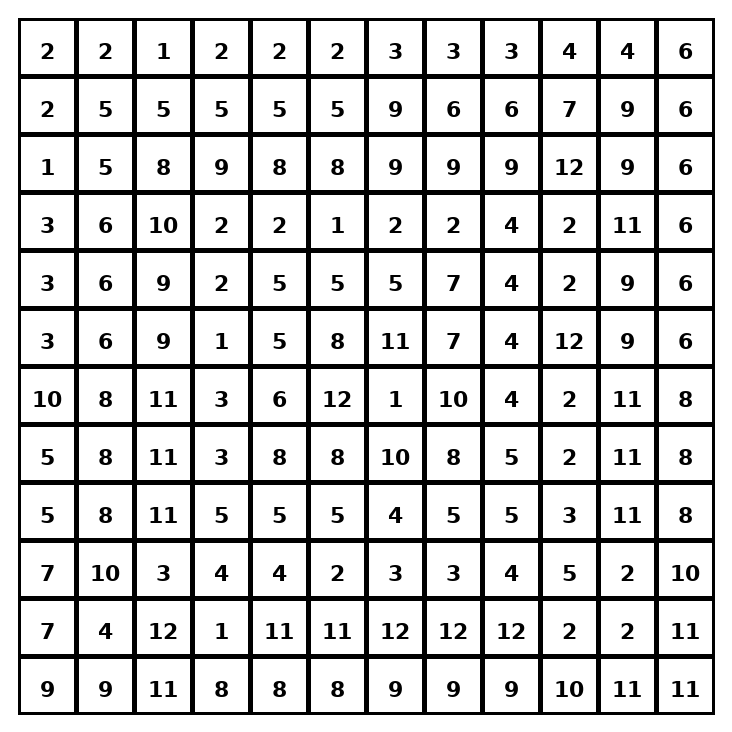 2 2 1 2 2 2 3 3 3 4 4 6
2 5 5 5 5 5 9 6 6 7 9 6
1 5 8 9 8 8 9 9 9 12 9 6
3 6 10 2 2 1 2 2 4 2 11 6
3 6 9 2 5 5 5 7 4 2 9 6
3 6 9 1 5 8 11 7 4 12 9 6
10 8 11 3 6 12 1 10 4 2 11 8
5 8 11 3 8 8 10 8 5 2 11 8
5 8 11 5 5 5 4 5 5 3 11 8
7 10 3 4 4 2 3 3 4 5 2 10
7 4 12 1 11 11 12 12 12 2 2 11
9 9 11 8 8 8 9 9 9 10 11 11